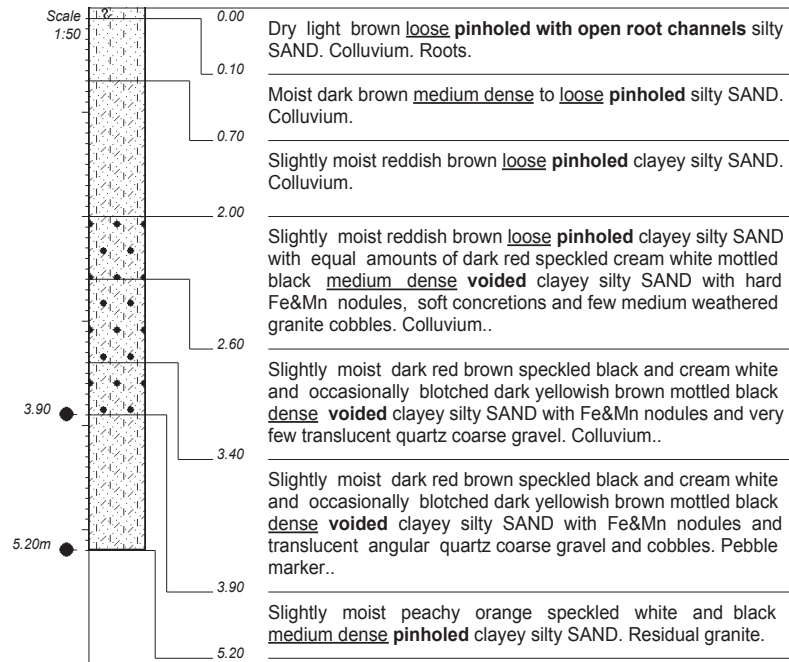 Scale
1:50
?
0.00
Dry light brown loose pinholed with open root channels silty
SAND. Colluvium. Roots.
0.10
Moist dark brown medium dense to loose pinholed silty SAND.
Colluvium.
0.70
Slightly moist reddish brown loose pinholed clayey silty SAND.
Colluvium.
2.00
Slightly moist reddish brown loose pinholed clayey silty SAND
with equal amounts of dark red speckled cream white mottled
black medium dense voided clayey silty SAND with hard
Fe&Mn nodules, soft concretions and few medium weathered
granite cobbles. Colluvium..
2.60
Slightly moist dark red brown speckled black and cream white
and occasionally blotched dark yellowish brown mottled black
dense voided clayey silty SAND with Fe&Mn nodules and very
few translucent quartz coarse gravel. Colluvium..
3.90
3.40
Slightly moist dark red brown speckled black and cream white
and occasionally blotched dark yellowish brown mottled black
dense voided clayey silty SAND with Fe&Mn nodules and
translucent angular quartz coarse gravel and cobbles. Pebble
marker..
5.20m
3.90
Slightly moist peachy orange speckled white and black
medium dense pinholed clayey silty SAND. Residual granite.
5.20